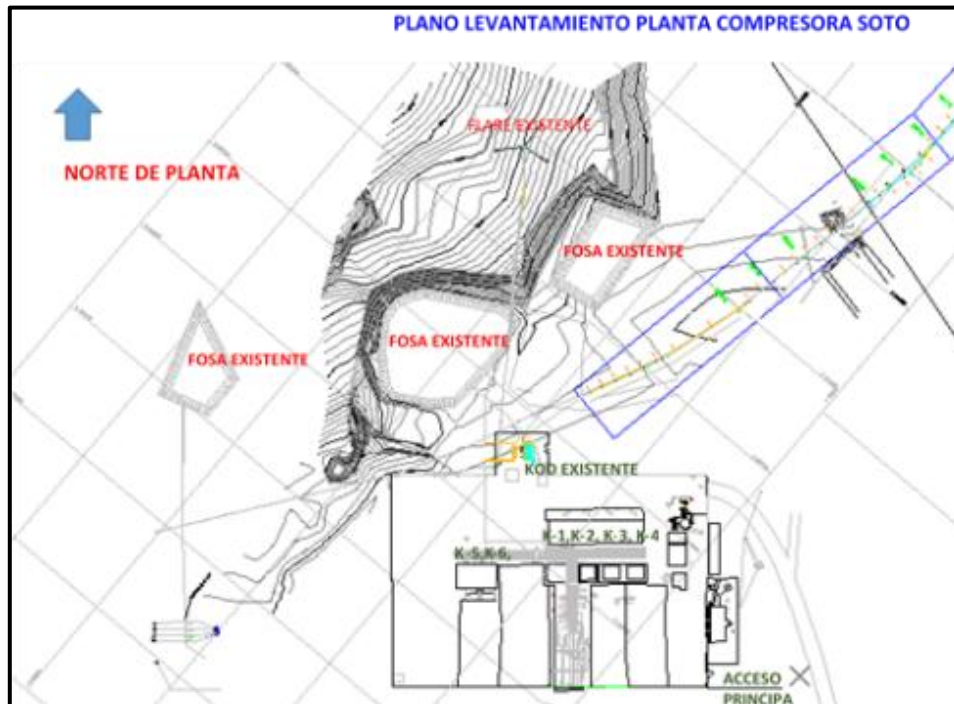 PLANO LEVANTAMIENTO PLANTA COMPRESORA SOTO
FLARE EXISTENTE
NORTE DE PLANTA
FOSA EXISTENTE
FOSA EXISTENTE
FOSA EXISTENTE
KOD EXISTENTE
K-1,K-2, K-3, K-4
K-5,K-6,
ACCESO
PRINCIPA